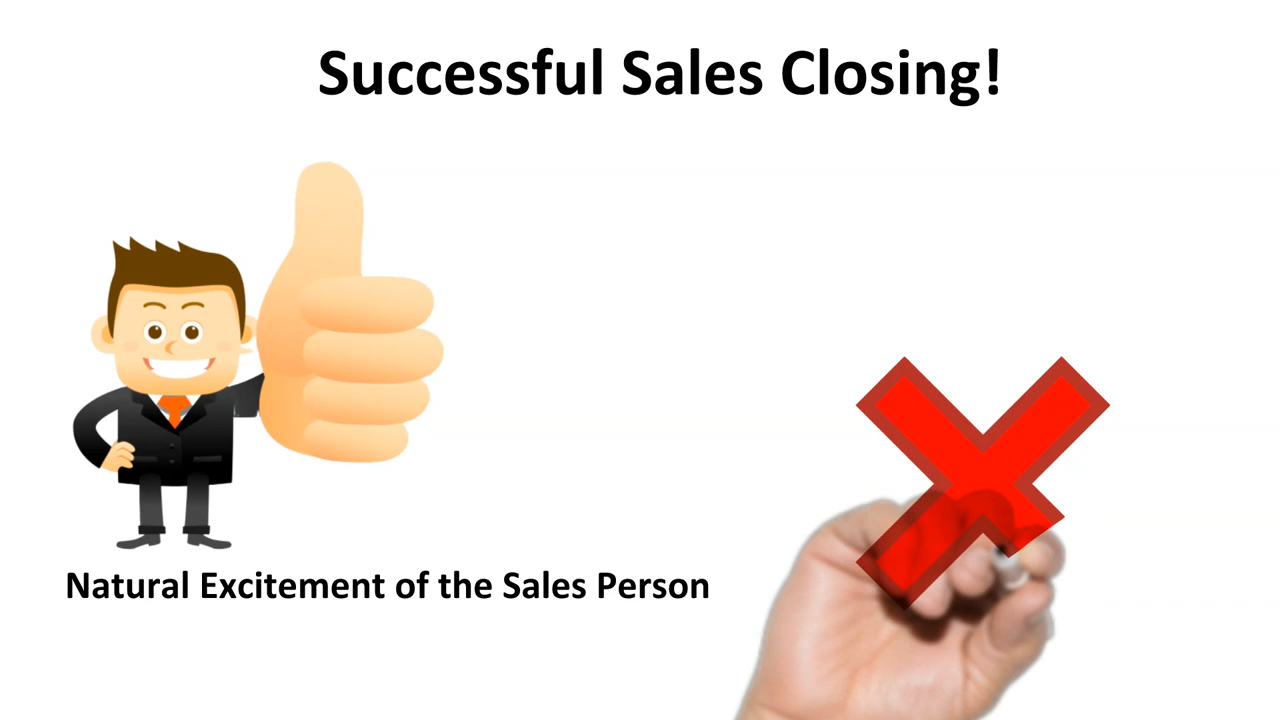 Successful Sales Closing!
Natural Excitement of the Sales Person